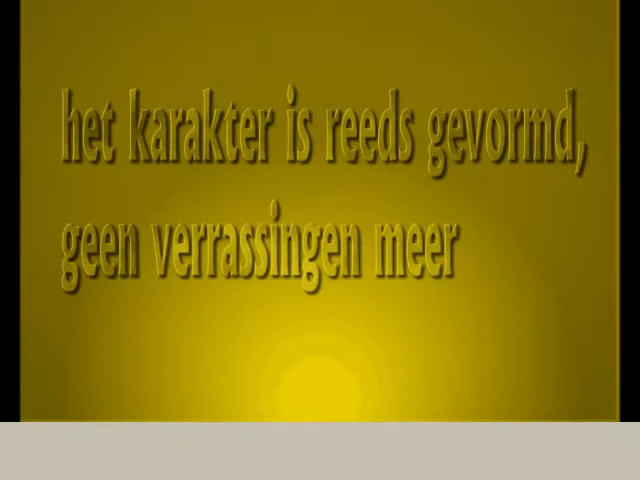 het karakter is reeds gevormd,
geen verrassingen meer